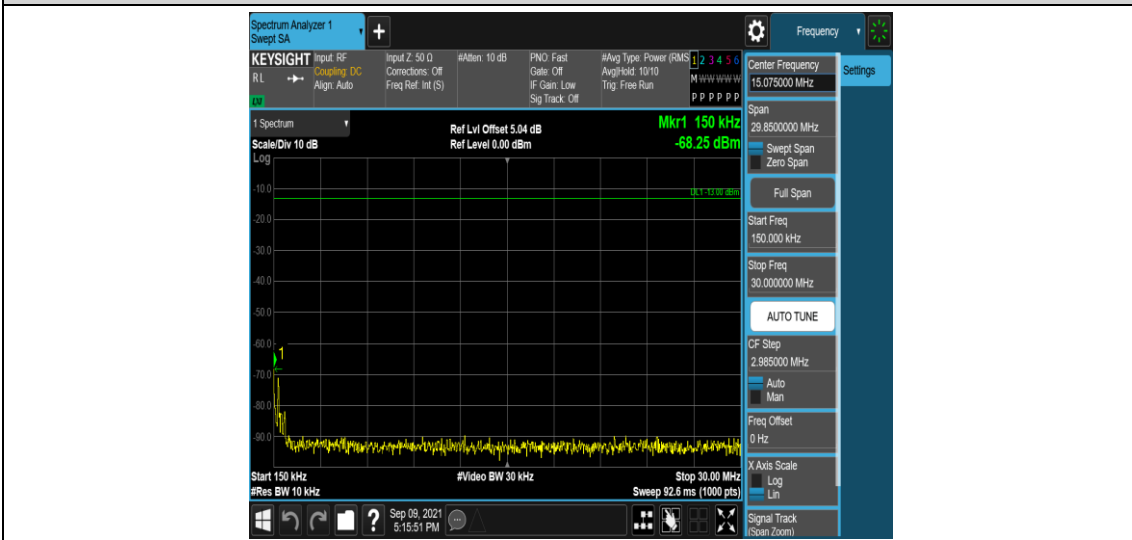 Spectrum Analyzer 1
Swept SA
+
Frequency
KEYSIGHT
RL
LXI
Input: RF
Coupling: DC
Align: Auto
Input Z: 50 Ω
Corrections: Off
Freq Ref: Int (S)
#Atten: 10 dB
PNO: Fast
Gate: Off
IF Gain: Low
Sig Track: Off
#Avg Type: Power (RMS
Avg|Hold: 10/10
Trig: Free Run
1 2 3 4 5 6
M W W W W W
P P P P P P
1 Spectrum
Scale/Div 10 dB
Log
Ref Lvl Offset 5.04 dB
Ref Level 0.00 dBm
Mkr1 150 kHz
-68.25 dBm
DL1 -13.00 dBm
-10.0
-20.0
-30.0
-40.0
-50.0
-60.0
1
-70.0
-80.0
-90.0
Start 150 kHz
#Video BW 30 kHz
Stop 30.00 MHz
#Res BW 10 kHz
Sweep 92.6 ms (1000 pts)
?
Sep 09, 2021
5:15:51 PM
Center Frequency
15.075000 MHz
Settings
Span
29.8500000 MHz
Swept Span
Zero Span
Full Span
Start Freq
150.000 kHz
Stop Freq
30.000000 MHz
AUTO TUNE
CF Step
2.985000 MHz
Auto
Man
Freq Offset
0 Hz
X Axis Scale
Log
Lin
Signal Track
(Span Zoom)